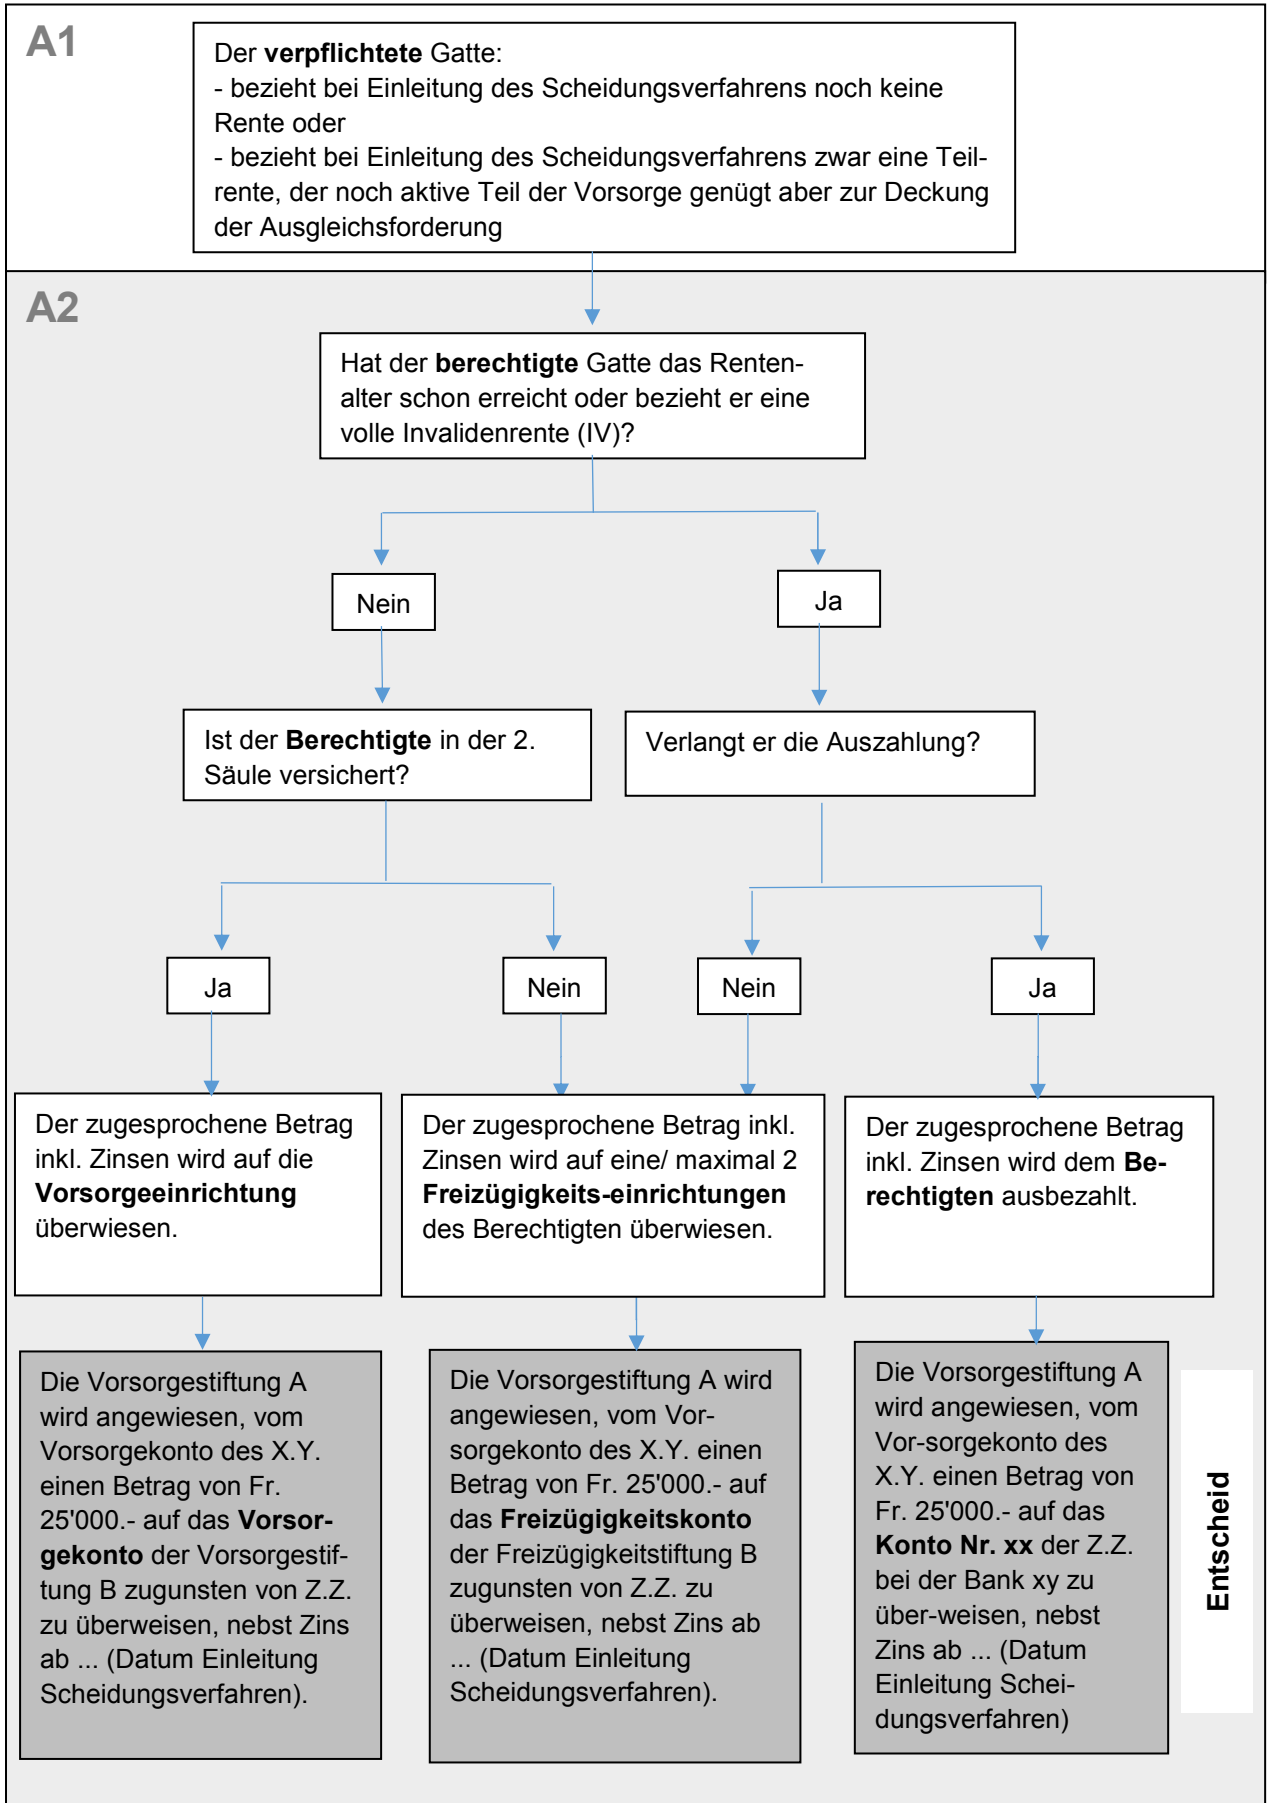 A1
Der verpflichtete Gatte:
- bezieht bei Einleitung des Scheidungsverfahrens noch keine
Rente oder
- bezieht bei Einleitung des Scheidungsverfahrens zwar eine Teil-
rente, der noch aktive Teil der Vorsorge genügt aber zur Deckung
der Ausgleichsforderung
A2
Hat der berechtigte Gatte das Renten-
alter schon erreicht oder bezieht er eine
volle Invalidenrente (IV)?
Nein
Ja
Ist der Berechtigte in der 2.
Säule versichert?
Verlangt er die Auszahlung?
Ja
Nein
Nein
Ja
Der zugesprochene Betrag
inkl. Zinsen wird auf die
Vorsorgeeinrichtung
überwiesen.
Der zugesprochene Betrag inkl.
Zinsen wird auf eine/ maximal 2
Freizügigkeits-einrichtungen
des Berechtigten überwiesen.
Der zugesprochene Betrag
inkl. Zinsen wird dem Be-
rechtigten ausbezahlt.
Die Vorsorgestiftung A
wird angewiesen, vom
Vorsorgekonto des X.Y.
einen Betrag von Fr.
25'000.- auf das Vorsor-
gekonto der Vorsorgestif-
tung B zugunsten von Z.Z.
zu überweisen, nebst Zins
ab ... (Datum Einleitung
Scheidungsverfahren).
Die Vorsorgestiftung A wird
angewiesen, vom Vor-
sorgekonto des X.Y. einen
Betrag von Fr. 25'000.- auf
das Freizügigkeitskonto
der Freizügigkeitstiftung B
zugunsten von Z.Z. zu
überweisen, nebst Zins ab
... (Datum Einleitung
Scheidungsverfahren).
Die Vorsorgestiftung A
wird angewiesen, vom
Vor-sorgekonto des
X.Y. einen Betrag von
Fr. 25'000.- auf das
Konto Nr. xx der Z.Z.
bei der Bank xy zu
über-weisen, nebst
Zins ab ... (Datum
Einleitung Schei-
dungsverfahren)
Entscheid